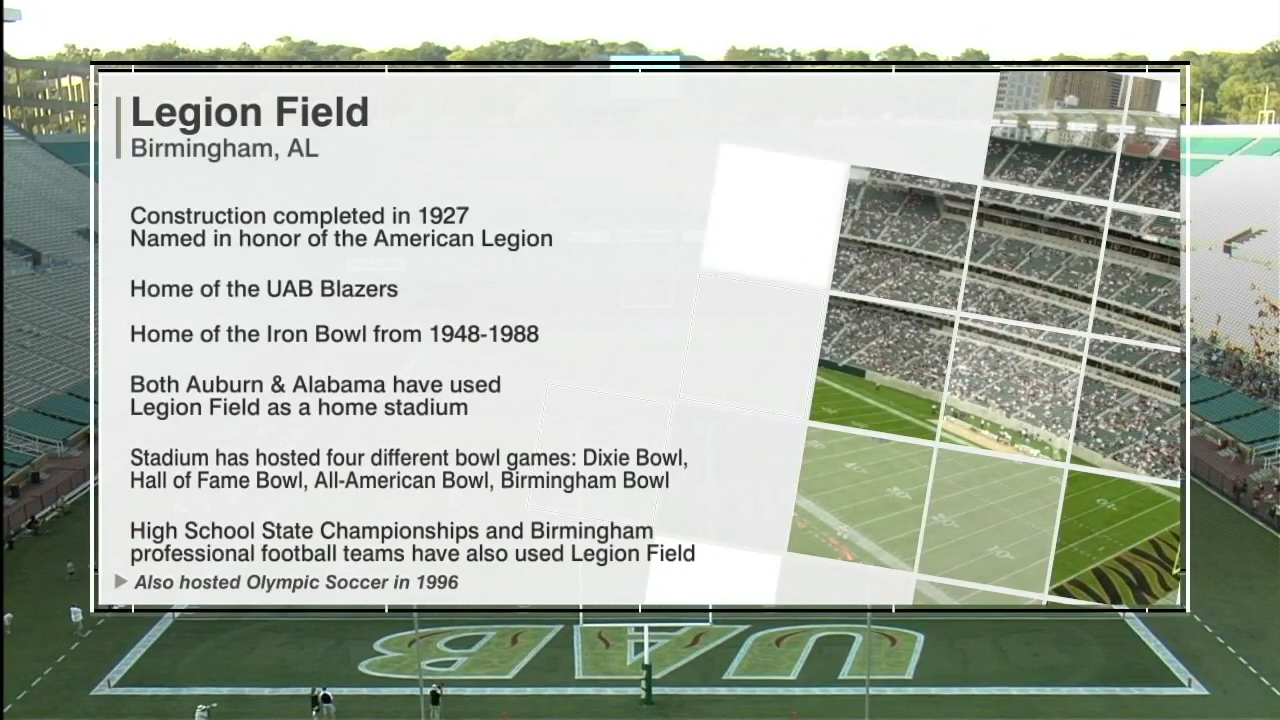 Legion Field
Birmingham, AL
Construction completed in 1927
Named in honor of the American Legion
Home of the UAB Blazers
Home of the Iron Bowl from 1948-1988
Both Auburn & Alabama have used
Legion Field as a home stadium
Stadium has hosted four different bowl games: Dixie Bowl,
Hall of Fame Bowl, All-American Bowl, Birmingham Bowl
High School State Championships and Birmingham
professional football teams have also used Legion Field
Also hosted Olympic Soccer in 1996
UAB